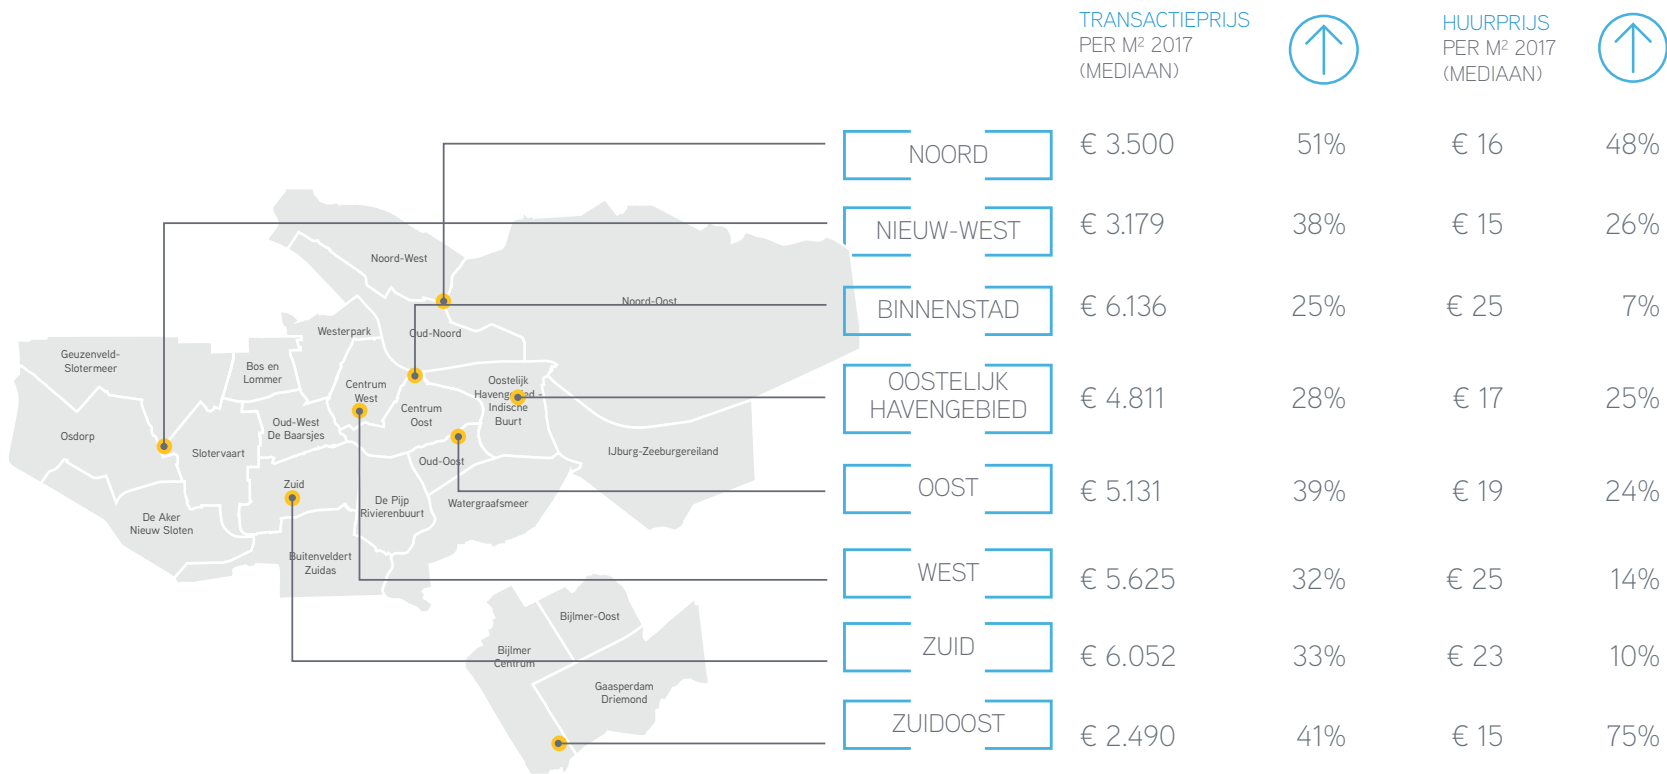 TRANSACTIEPRIJS
PER M² 2017
(MEDIAAN)
HUURPRIJS
PER M² 2017
(MEDIAAN)
NOORD € 3.500 51% € 16 48%
NIEUW-WEST € 3.179 38% € 15 26%
BINNENSTAD € 6.136 25% € 25 7%
OOSTELIJK
HAVENGEBIED € 4.811 28% € 17 25%
OOST € 5.131 39% € 19 24%
WEST € 5.625 32% € 25 14%
ZUID € 6.052 33% € 23 10%
ZUIDOOST € 2.490 41% € 15 75%
Noord-West
Noord-Oost
Westerpark
Oud-Noord
Geuzenveld-
Slotermeer
Bos en
Lommer
Centrum
West
Oostelijk
Havengebied -
Indische
Buurt
Centrum
Oost
Osdorp
Oud-West
De Baarsjes
Slotervaart
Oud-Oost
IJburg-Zeeburgereiland
Zuid
De Pijp
Rivierenbuurt
Watergraafsmeer
De Aker
Nieuw Sloten
Buitenveldert
Zuidas
Bijlmer-Oost
Bijlmer
Centrum
Gaasperdam
Driemond